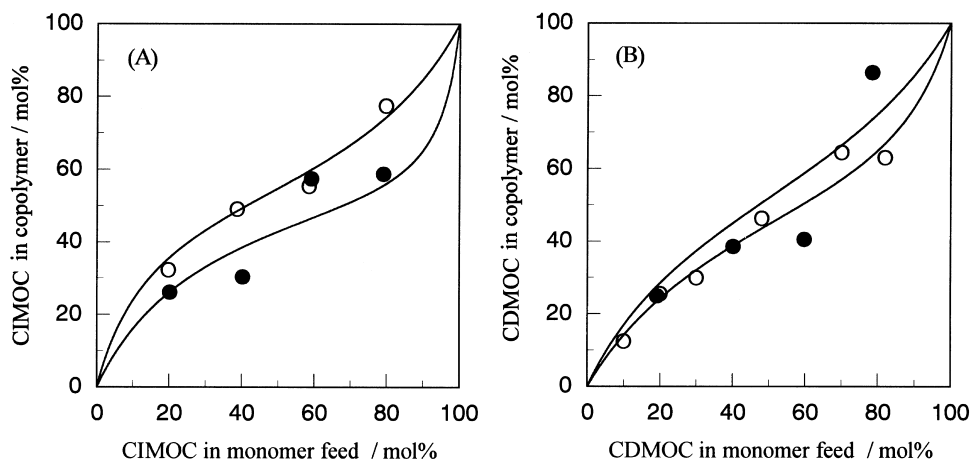 (A)
CIMOC in copolymer / mol%
100
80
60
40
20
0
0 20 40 60 80 100
CIMOC in monomer feed / mol%
(B)
CDMOC in copolymer / mol%
100
80
60
40
20
0
0 20 40 60 80 100
CDMOC in monomer feed / mol%